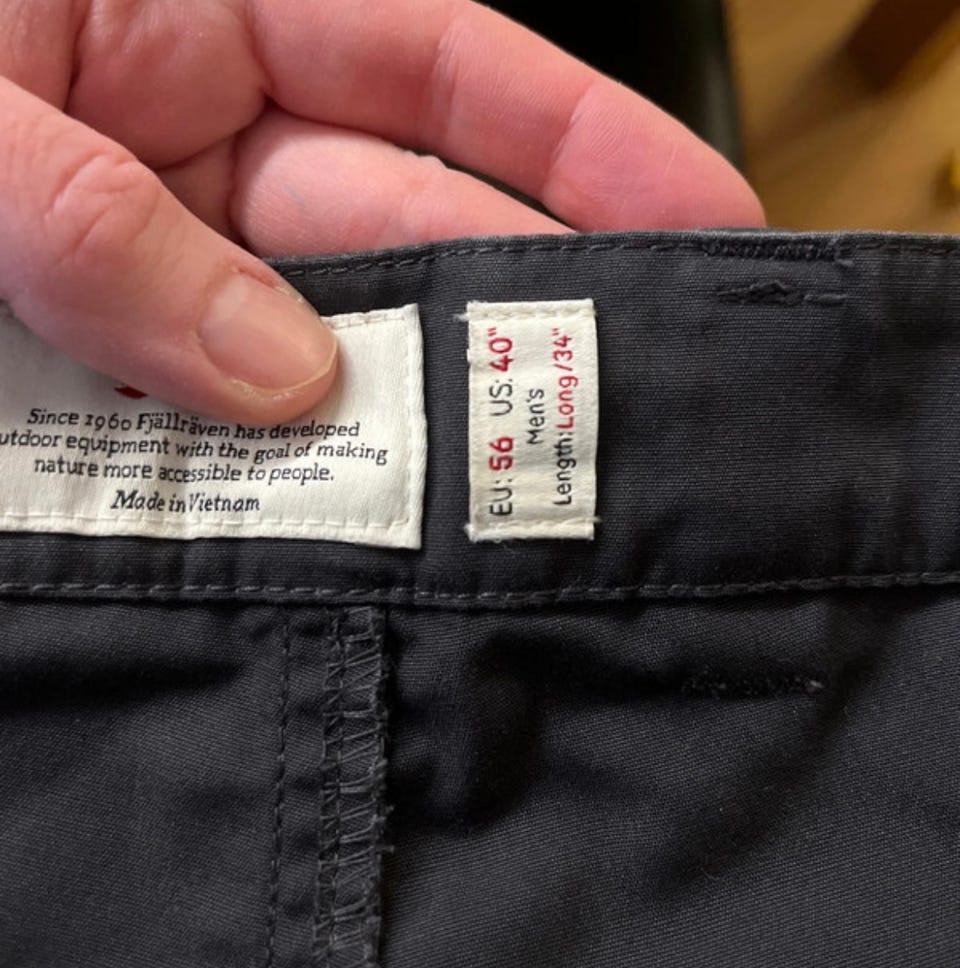 Since 1960 Fjällräven has developed
outdoor equipment with the goal of making
nature more accessible to people.
Made in Vietnam
EU: 56 US: 40"
Men's
Length: Long/34"